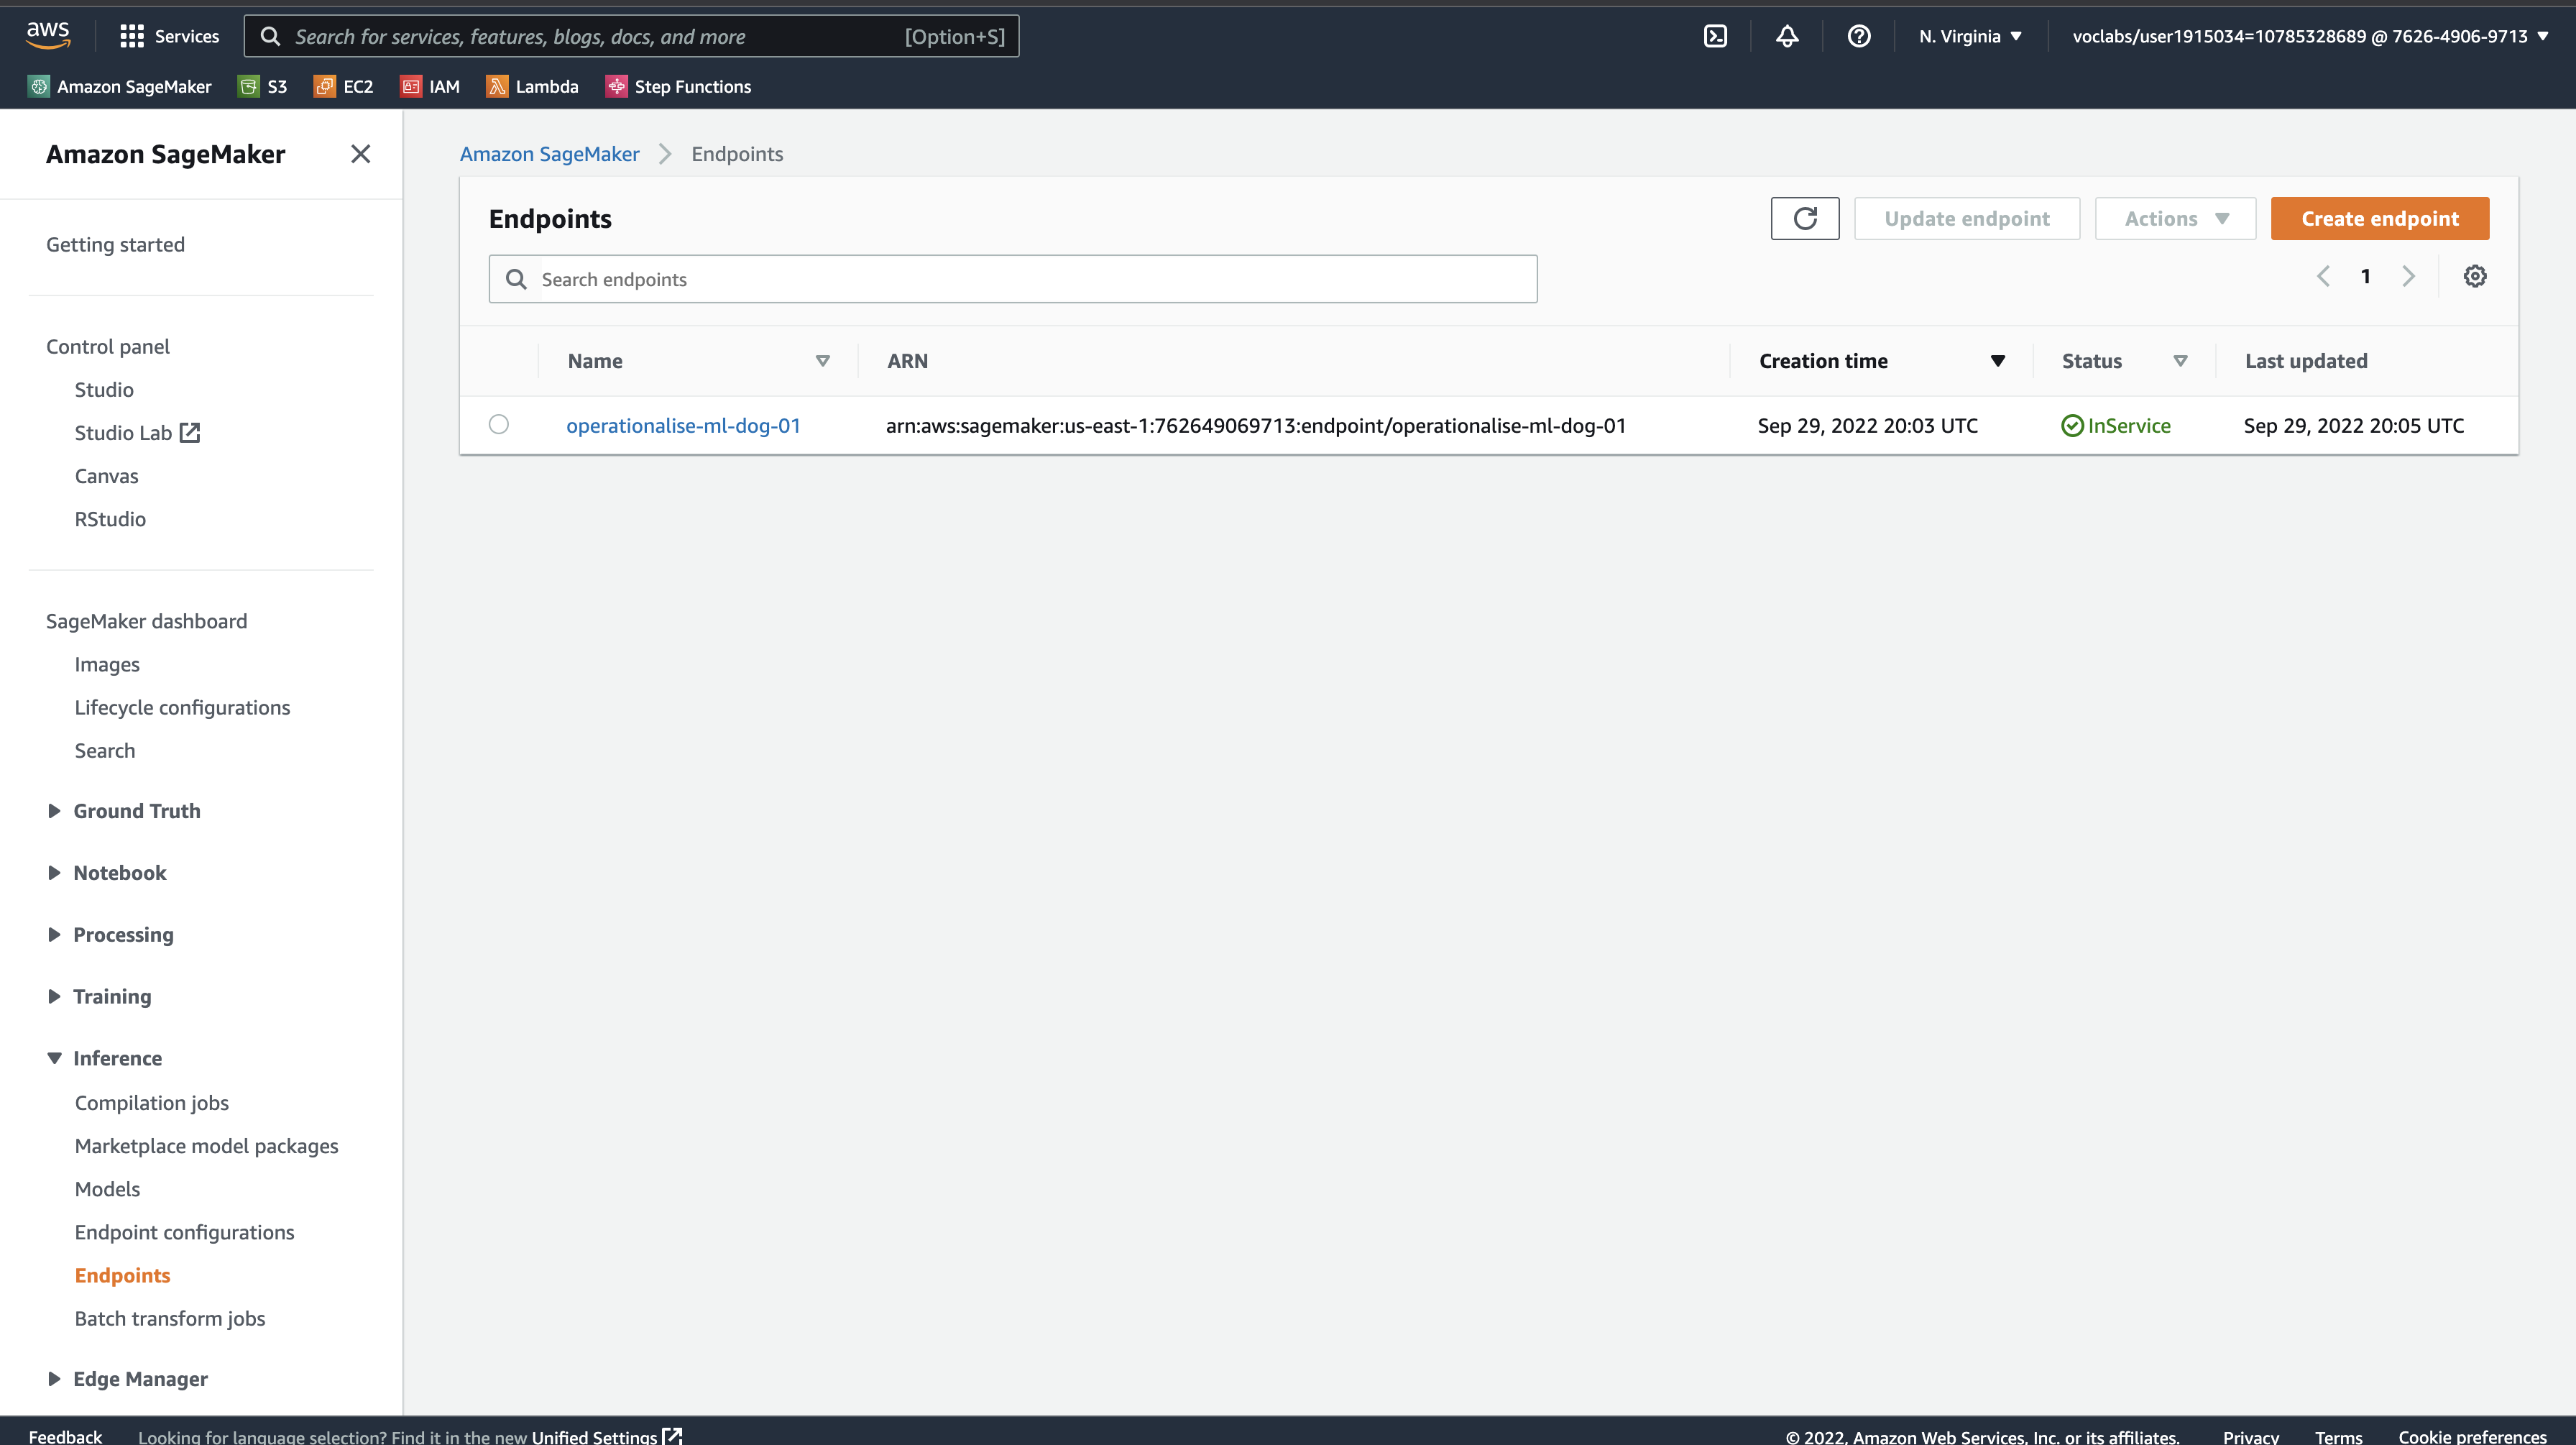 aws
Services
Search for services, features, blogs, docs, and more
[Option+S]
N. Virginia
voclabs/user1915034=10785328689 @ 7626-4906-9713
Amazon SageMaker
S3
EC2
IAM
Lambda
Step Functions
Amazon SageMaker
Getting started
Control panel
Studio
Studio Lab
Canvas
RStudio
SageMaker dashboard
Images
Lifecycle configurations
Search
Ground Truth
Notebook
Processing
Training
Inference
Compilation jobs
Marketplace model packages
Models
Endpoint configurations
Endpoints
Batch transform jobs
Edge Manager
Amazon SageMaker
Endpoints
Endpoints
Update endpoint
Actions
Create endpoint
Search endpoints
1
Name
ARN
Creation time
Status
Last updated
operationalise-ml-dog-01
arn:aws:sagemaker:us-east-1:762649069713:endpoint/operationalise-ml-dog-01
Sep 29, 2022 20:03 UTC
InService
Sep 29, 2022 20:05 UTC
Feedback
Looking for language selection? Find it in the new Unified Settings
© 2022, Amazon Web Services, Inc. or its affiliates.
Privacy
Terms
Cookie preferences